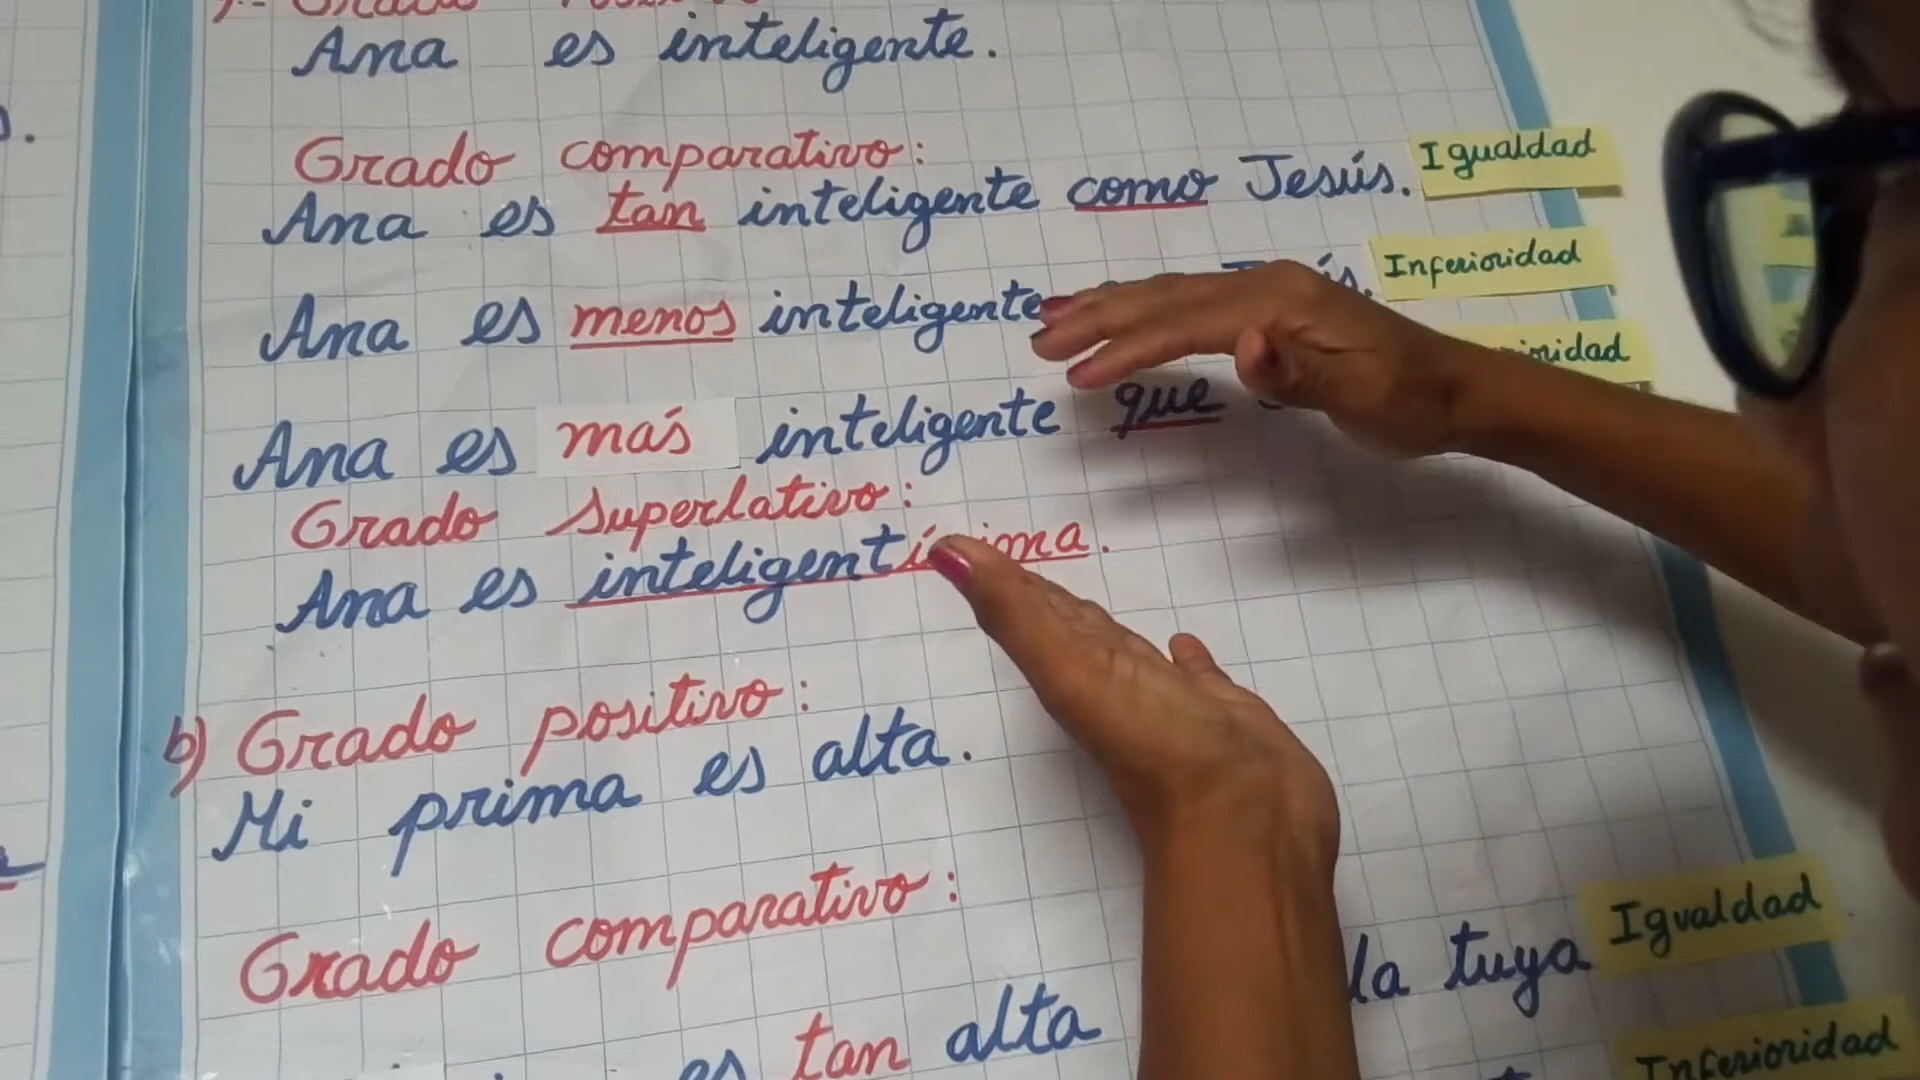 Ana es inteligente.
Grado comparativo:
Ana es tan inteligente como Jesús. Igualdad
Ana es menos inteligente Inferioridad
Ana es más inteligente que
Grado Superlativo:
Ana es
b) Grado positivo:
Mi prima es alta.
Grado comparativo:
es tan alta la tuya Igualdad
Inferioridad